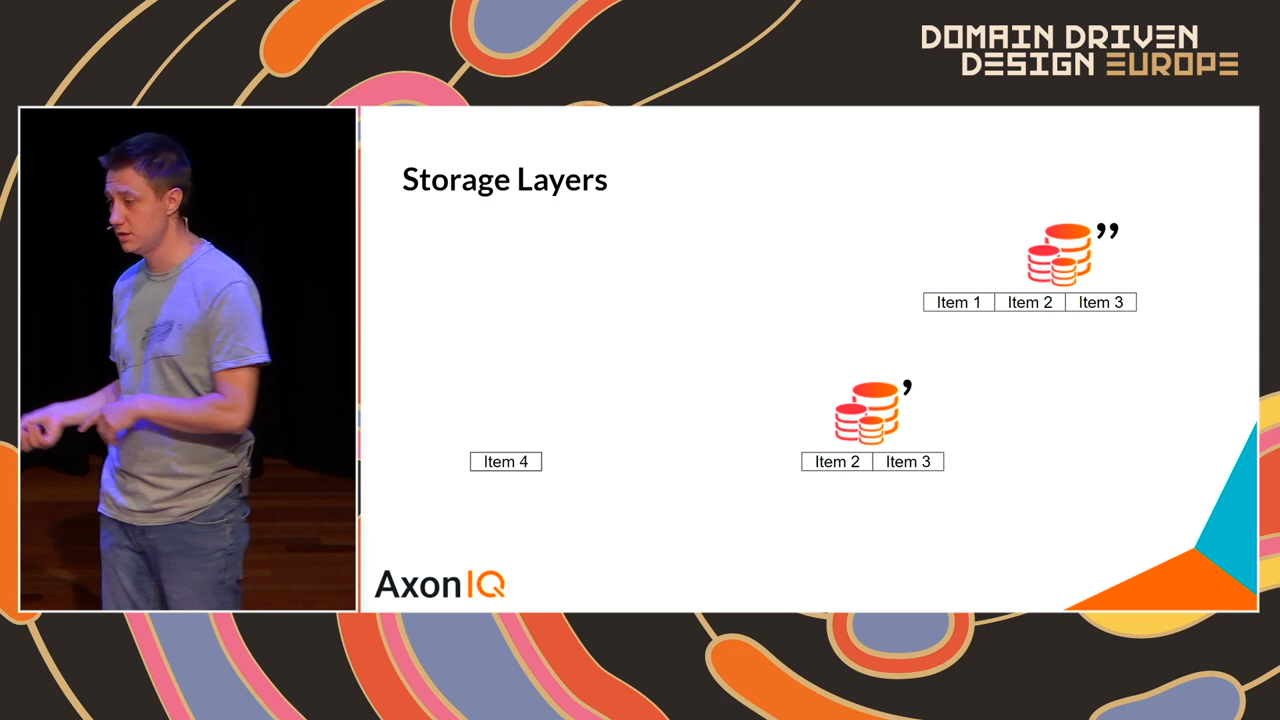 DOMAIN DRIVEN
DESIGN EUROPE
Storage Layers
”
Item 1 Item 2 Item 3
’
Item 4
Item 2 Item 3
AxonIQ